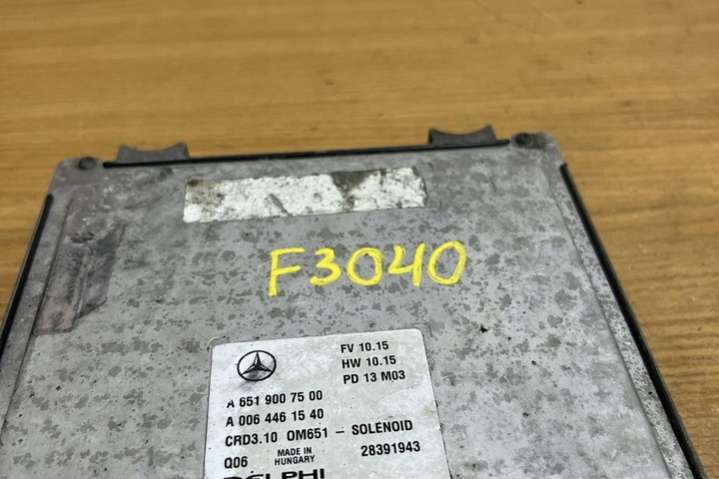 F3040
FV 10.15
HW 10.15
PD 13 M03
A 651 900 75 00
A 006 446 15 40
CRD3.10 OM651 - SOLENOID
Q06 MADE IN HUNGARY 28391943
DELPHI